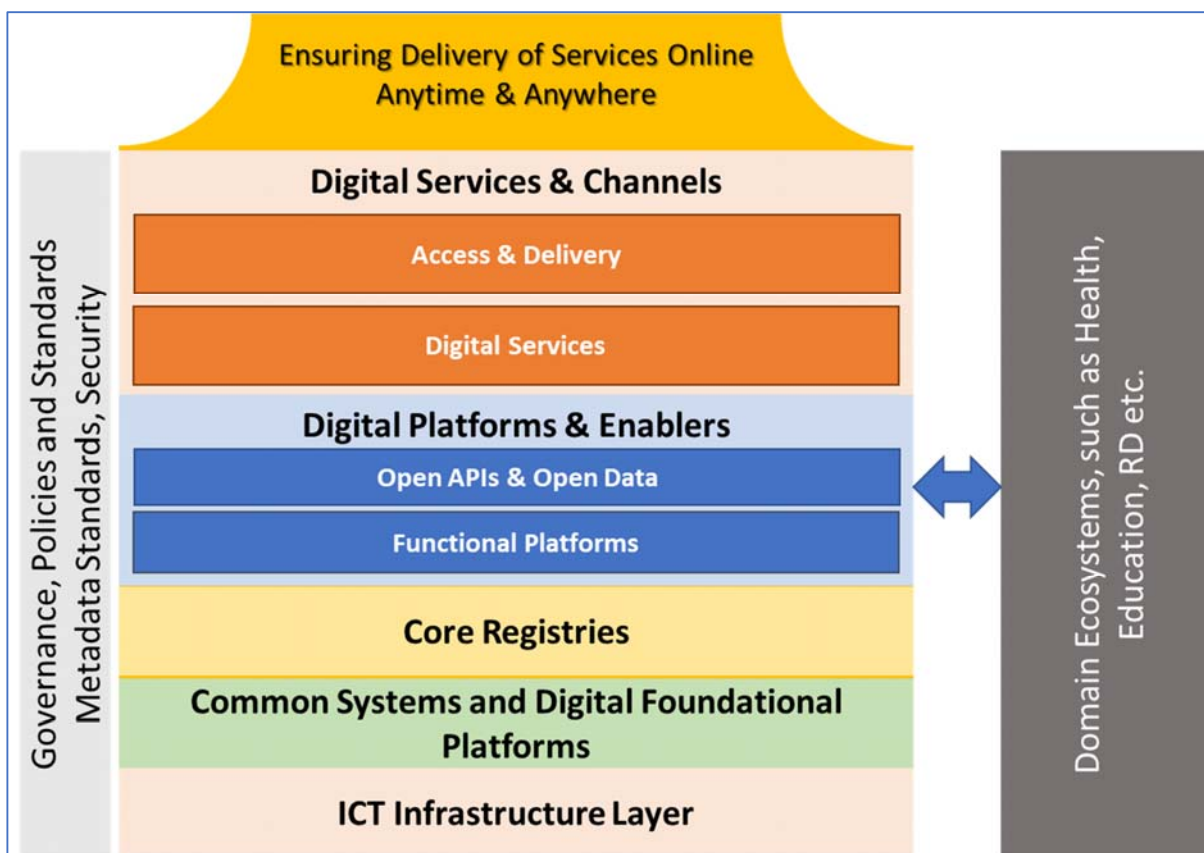 Ensuring Delivery of Services Online
Anytime & Anywhere
Governance, Policies and Standards
Metadata Standards, Security
Digital Services & Channels
Access & Delivery
Digital Services
Digital Platforms & Enablers
Open APIs & Open Data
Functional Platforms
Core Registries
Common Systems and Digital Foundational
Platforms
ICT Infrastructure Layer
Domain Ecosystems, such as Health,
Education, RD etc.